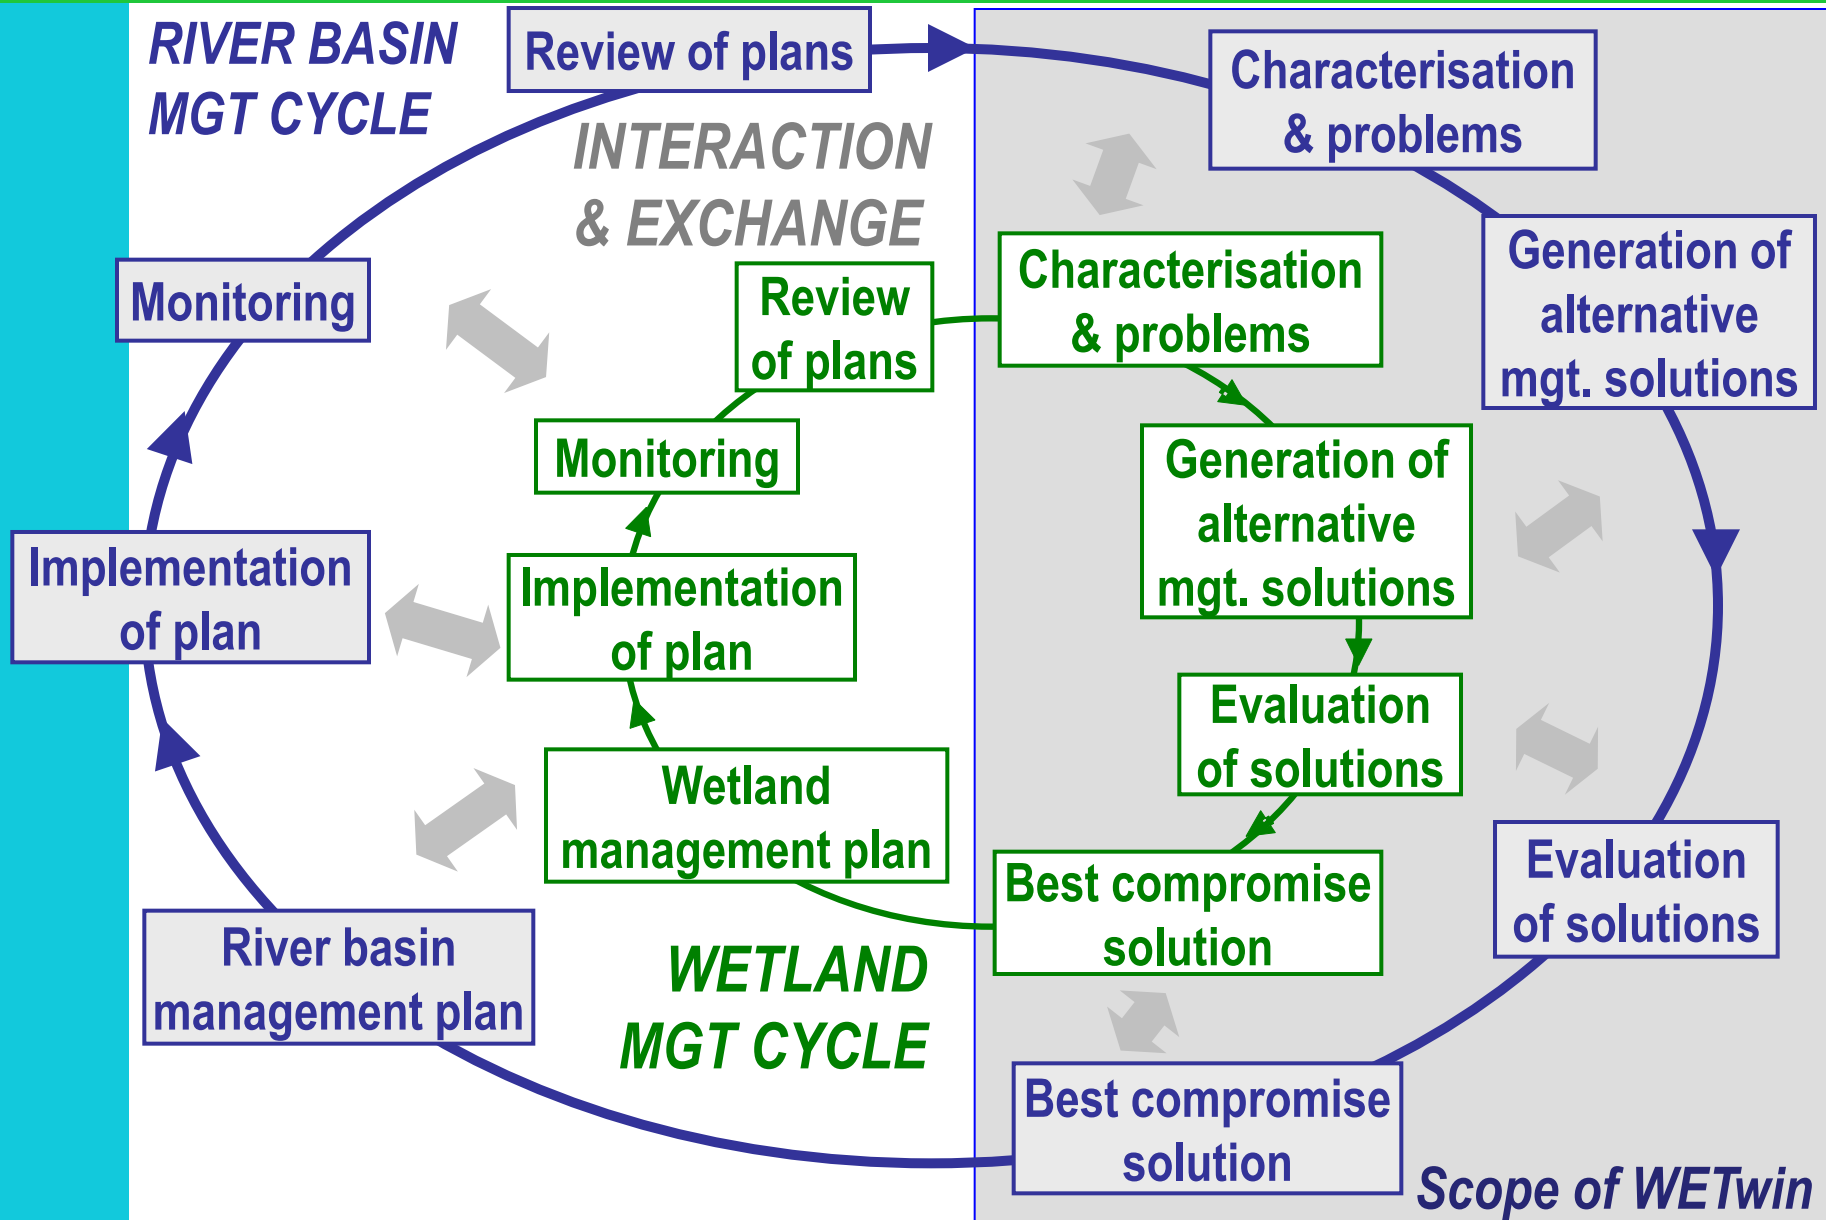 RIVER BASIN
MGT CYCLE
Review of plans
Characterisation
& problems
INTERACTION
& EXCHANGE
Generation of
alternative
mgt. solutions
Monitoring
Review
of plans
Characterisation
& problems
Monitoring
Generation of
alternative
mgt. solutions
Implementation
of plan
Implementation
of plan
Evaluation
of solutions
Wetland
management plan
Evaluation
of solutions
Best compromise
solution
River basin
management plan
WETLAND
MGT CYCLE
Best compromise
solution
Scope of WETwin